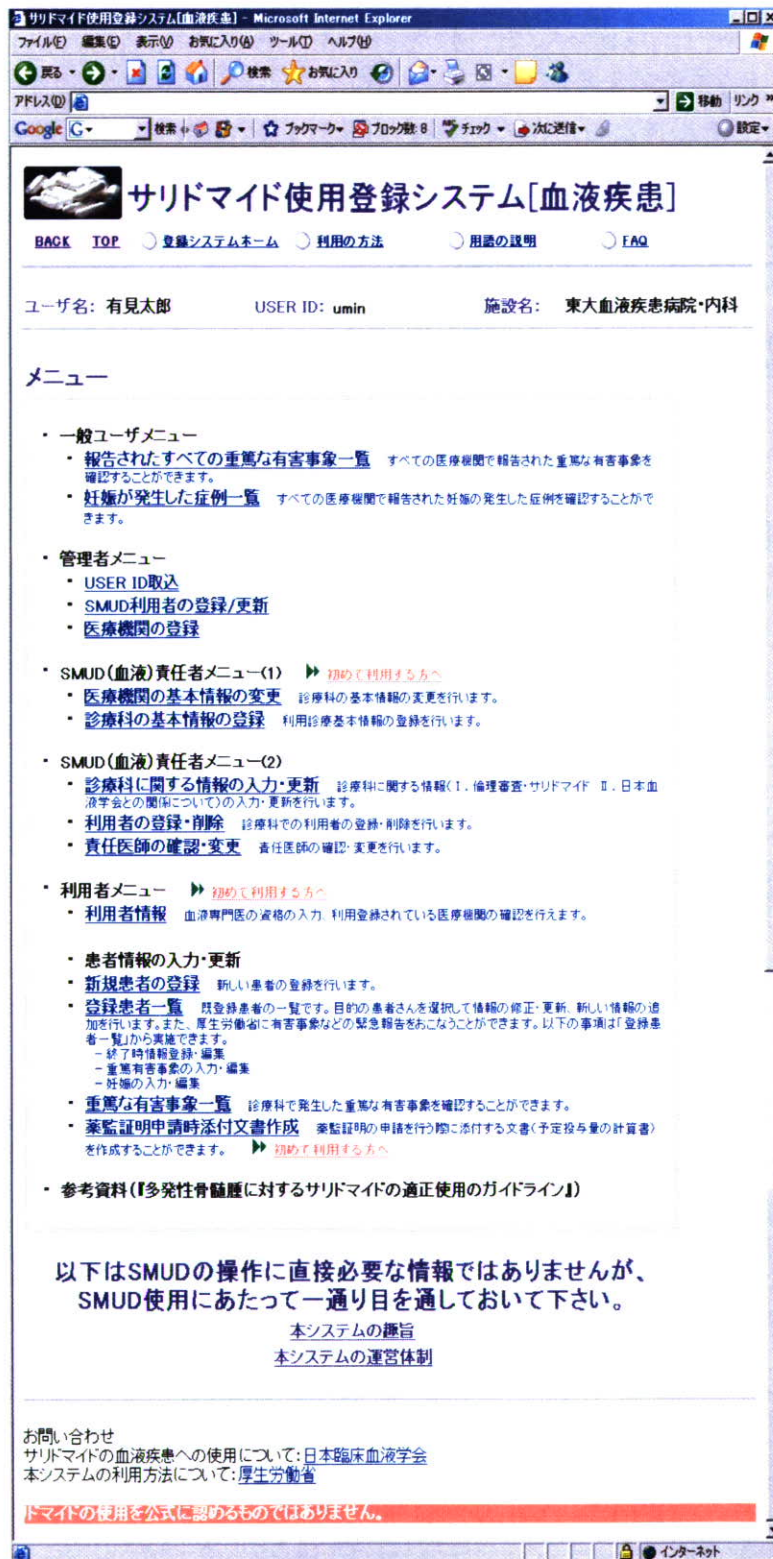 サリドマイド使用登録システム[血液疾患] - Microsoft Internet Explorer
ファイル(F) 編集(E) 表示(V) お気に入り(A) ツール(T) ヘルプ(H)
戻る 検索 お気に入り
アドレス(D) 移動 リンク »
Google G 検索 ブックマーク ブロック数: 8 チェック 次に送信 設定
サリドマイド使用登録システム[血液疾患]
BACK TOP 登録システムホーム 利用の方法 用語の説明 FAQ
ユーザ名: 有見太郎 USER ID: umin 施設名: 東大血液疾患病院・内科
メニュー
・ 一般ユーザメニュー
・ 報告されたすべての重篤な有害事象一覧 すべての医療機関で報告された重篤な有害事象を
確認することができます。
・ 妊娠が発生した症例一覧 すべての医療機関で報告された妊娠の発生した症例を確認することがで
きます。
・ 管理者メニュー
・ USER ID取込
・ SMUD利用者の登録/更新
・ 医療機関の登録
・ SMUD(血液)責任者メニュー(1) 初めて利用する方へ
・ 医療機関の基本情報の変更 診療科の基本情報の変更を行います。
・ 診療科の基本情報の登録 利用診療基本情報の登録を行います。
・ SMUD(血液)責任者メニュー(2)
・ 診療科に関する情報の入力・更新 診療科に関する情報(Ⅰ.倫理審査・サリドマイド Ⅱ.日本血
液学会との関係について)の入力・更新を行います。
・ 利用者の登録・削除 診療科での利用者の登録・削除を行います。
・ 責任医師の確認・変更 責任医師の確認・変更を行います。
・ 利用者メニュー 初めて利用する方へ
・ 利用者情報 血液専門医の資格の入力、利用登録されている医療機関の確認を行えます。
・ 患者情報の入力・更新
・ 新規患者の登録 新しい患者の登録を行います。
・ 登録患者一覧 既登録患者の一覧です。目的の患者さんを選択して情報の修正・更新、新しい情報の追
加を行います。また、厚生労働省に有害事象などの緊急報告をおこなうことができます。以下の事項は「登録患
者一覧」から実施できます。
- 終了時情報登録・編集
- 重篤有害事象の入力・編集
- 妊娠の入力・編集
・ 重篤な有害事象一覧 診療科で発生した重篤な有害事象を確認することができます。
・ 薬監証明申請時添付文書作成 薬監証明の申請を行う際に添付する文書(予定投与量の計算書)
を作成することができます。 初めて利用する方へ
・ 参考資料(『多発性骨髄腫に対するサリドマイドの適正使用のガイドライン』)
以下はSMUDの操作に直接必要な情報ではありませんが、
SMUD使用にあたって一通り目を通しておいて下さい。
本システムの趣旨
本システムの運営体制
お問い合わせ
サリドマイドの血液疾患への使用について: 日本臨床血液学会
本システムの利用方法について: 厚生労働省
ドマイドの使用を公式に認めるものではありません。
インターネット